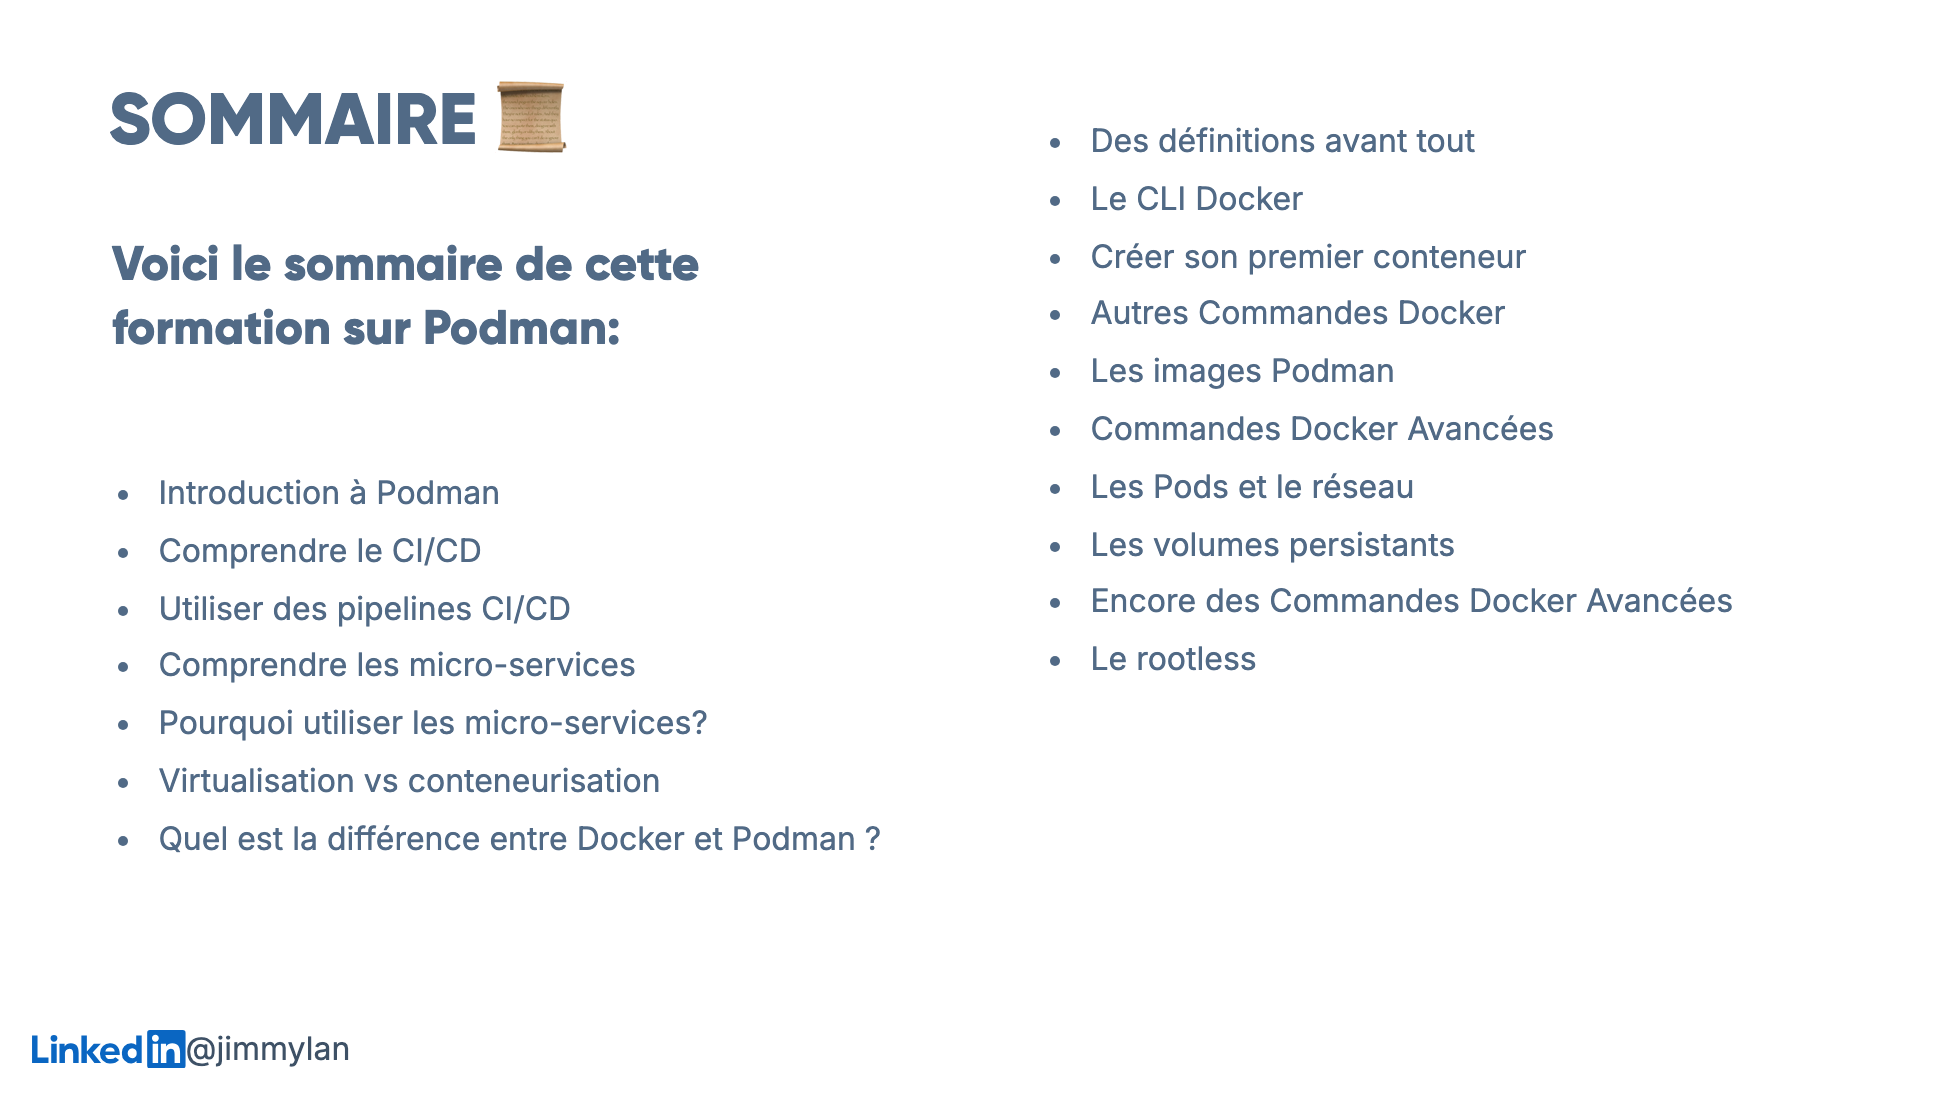 SOMMAIRE
Voici le sommaire de cette
formation sur Podman:
• Introduction à Podman
• Comprendre le CI/CD
• Utiliser des pipelines CI/CD
• Comprendre les micro-services
• Pourquoi utiliser les micro-services?
• Virtualisation vs conteneurisation
• Quel est la différence entre Docker et Podman ?
• Des définitions avant tout
• Le CLI Docker
• Créer son premier conteneur
• Autres Commandes Docker
• Les images Podman
• Commandes Docker Avancées
• Les Pods et le réseau
• Les volumes persistants
• Encore des Commandes Docker Avancées
• Le rootless
Linkedin@jimmylan